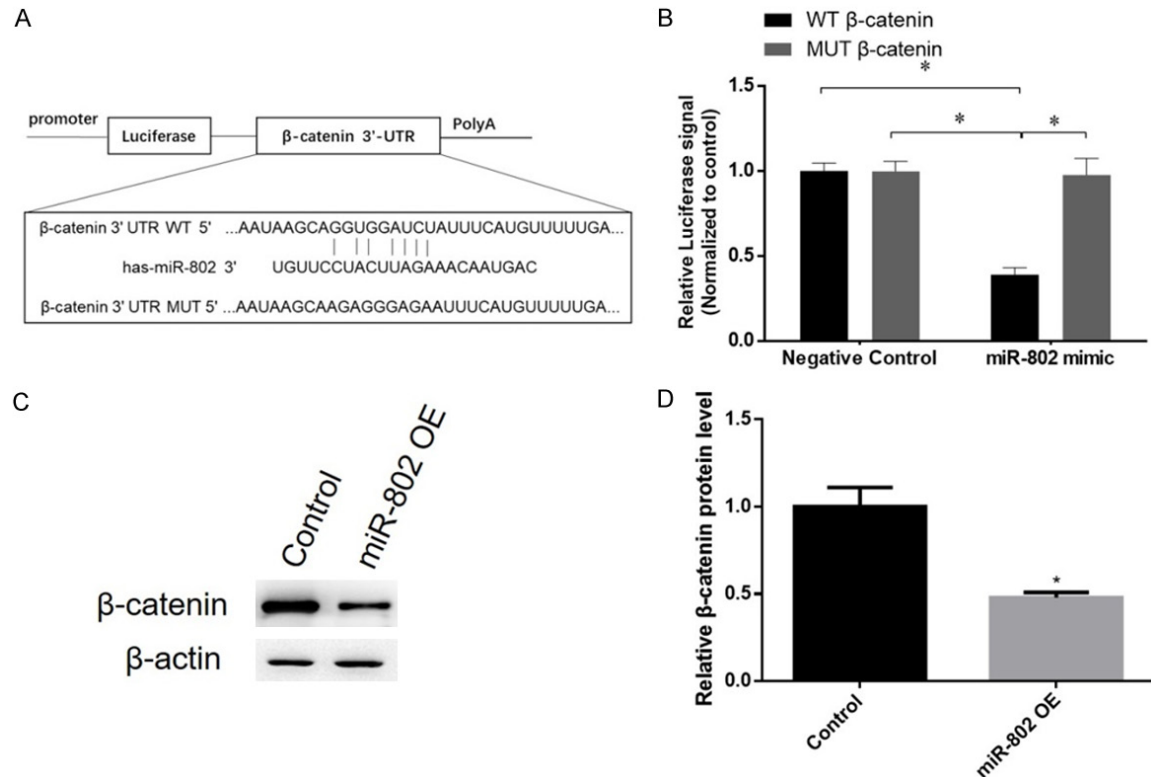 A
promoter
Luciferase
β-catenin 3'-UTR
PolyA
β-catenin 3' UTR WT 5' ...AAUAAGCAGGUGGAUCUAUUUCAUGUUUUUGA...
has-miR-802 3' UGUUCCUACUUAGAAACAAUGAC
β-catenin 3' UTR MUT 5' ...AAUAAGCAAGAGGGAGAAUUUCAUGUUUUUGA...
B
WT β-catenin
MUT β-catenin
Relative Luciferase signal
(Normalized to control)
1.5
1.0
0.5
0.0
*
*
*
Negative Control
miR-802 mimic
C
Control
miR-802 OE
β-catenin
β-actin
D
Relative β-catenin protein level
1.5
1.0
0.5
0.0
*
Control
miR-802 OE